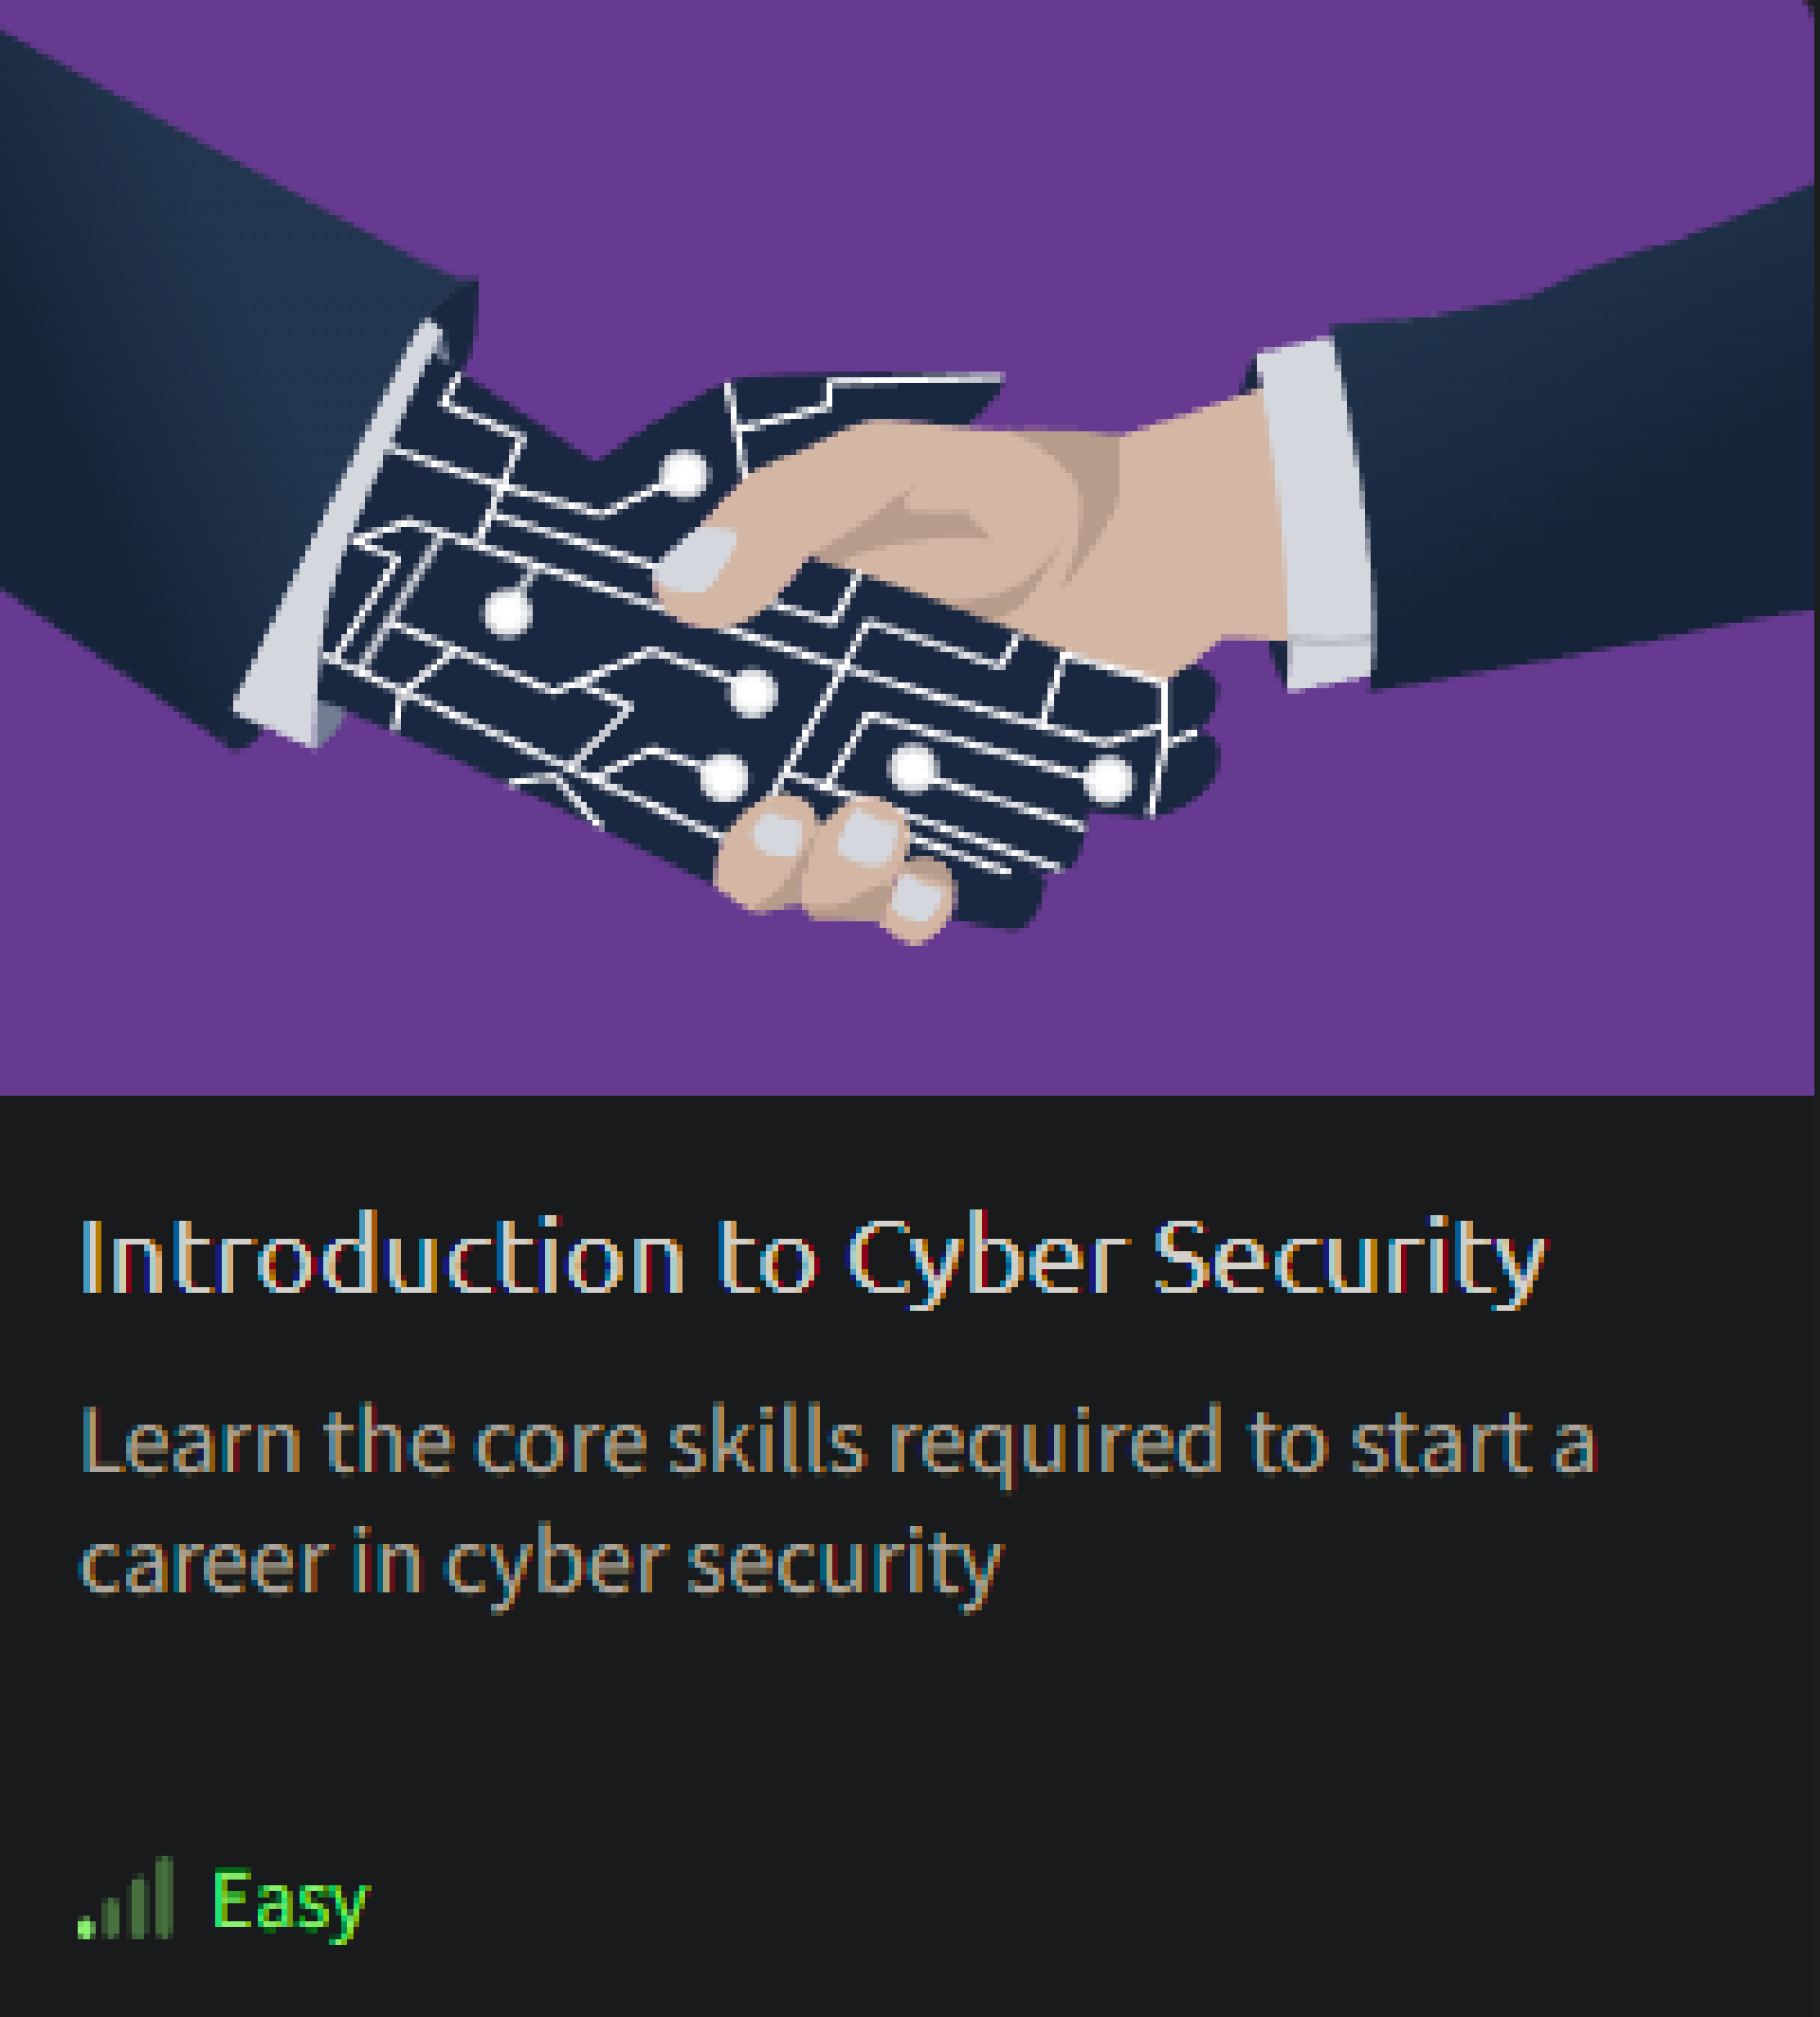 Introduction to Cyber Security
Learn the core skills required to start a
career in cyber security
Easy